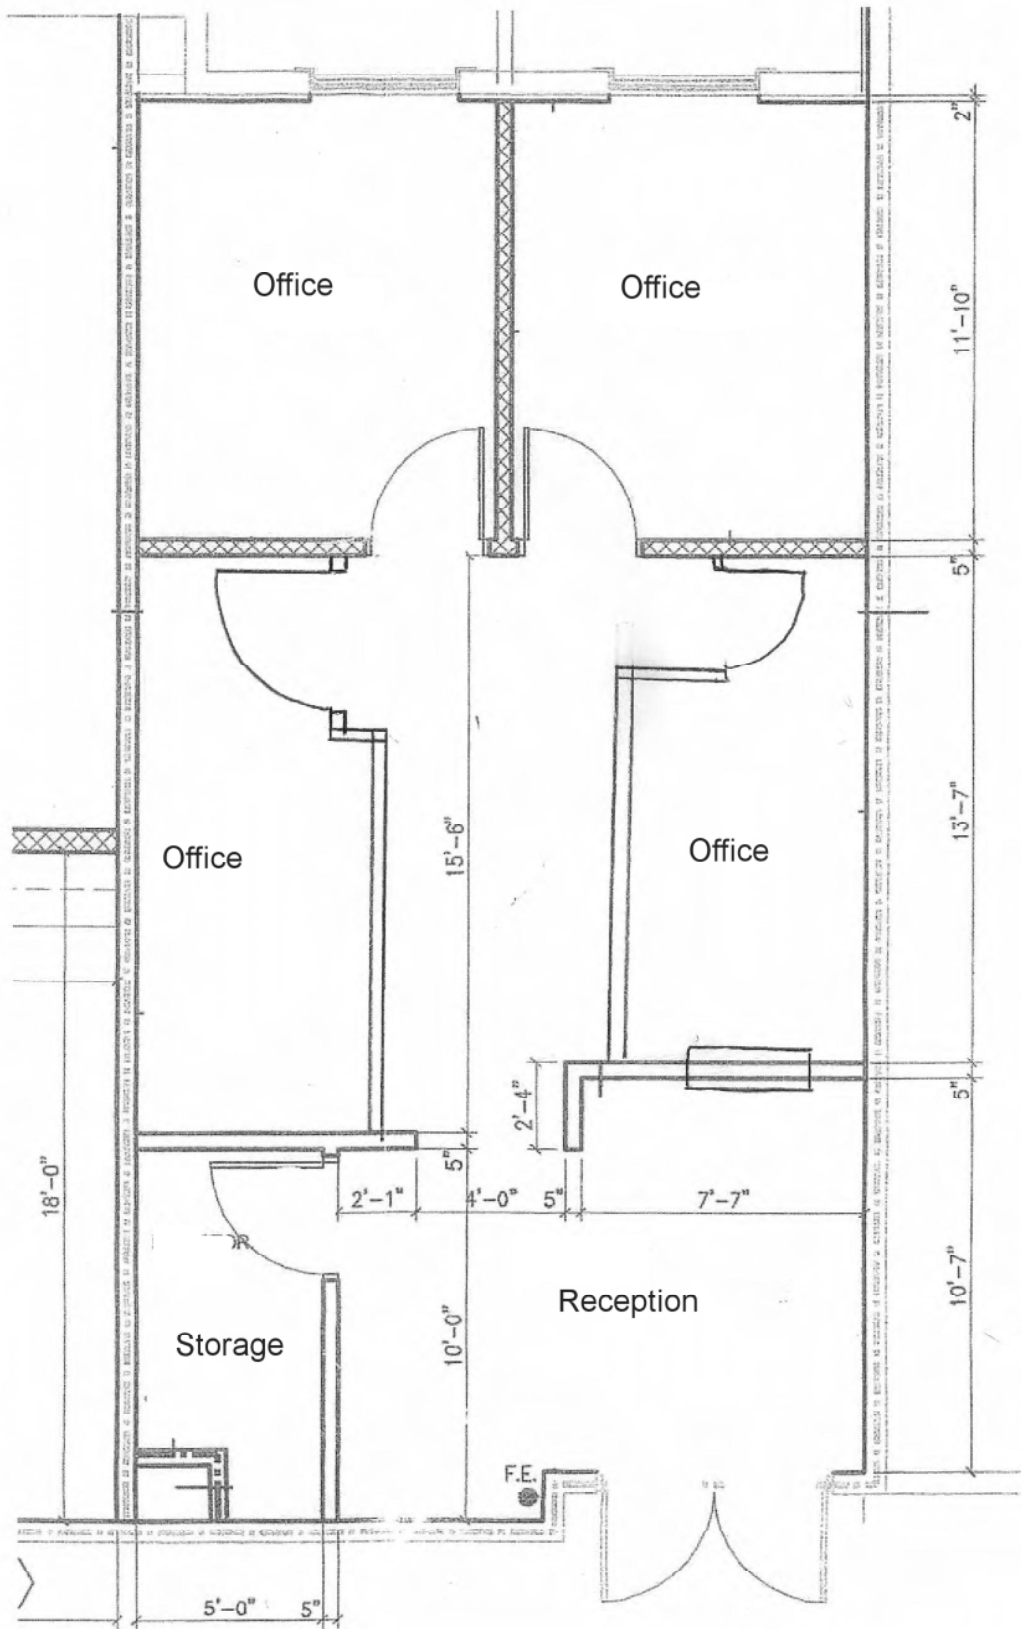 2"
Office
Office
11'-10"
5"
15'-6"
13'-7"
Office
Office
2'-4"
5"
5"
18'-0"
2'-1"
4'-0"
5"
7'-7"
10'-7"
Reception
10'-0"
Storage
F.E.
5'-0"
5"